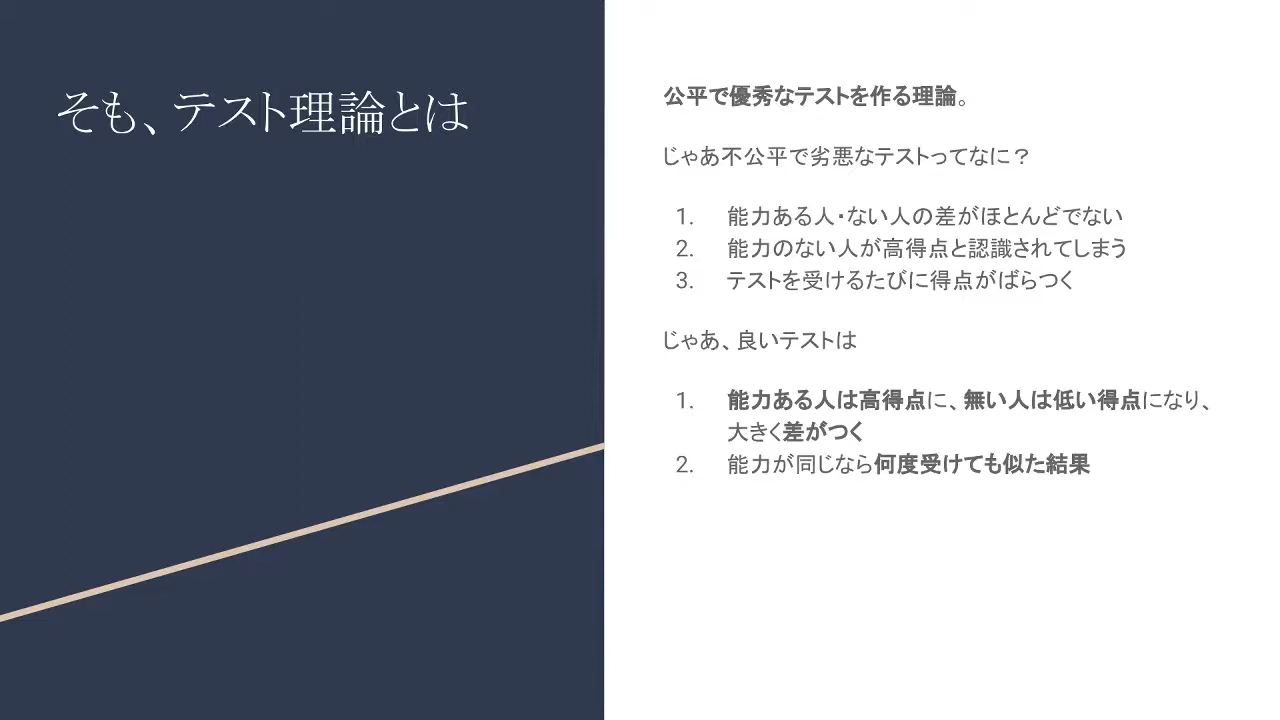 そも、テスト理論とは
公平で優秀なテストを作る理論。
じゃあ不公平で劣悪なテストってなに？
1. 能力ある人・ない人の差がほとんどでない
2. 能力のない人が高得点と認識されてしまう
3. テストを受けるたびに得点がばらつく
じゃあ、良いテストは
1. 能力ある人は高得点に、無い人は低い得点になり、
大きく差がつく
2. 能力が同じなら何度受けても似た結果